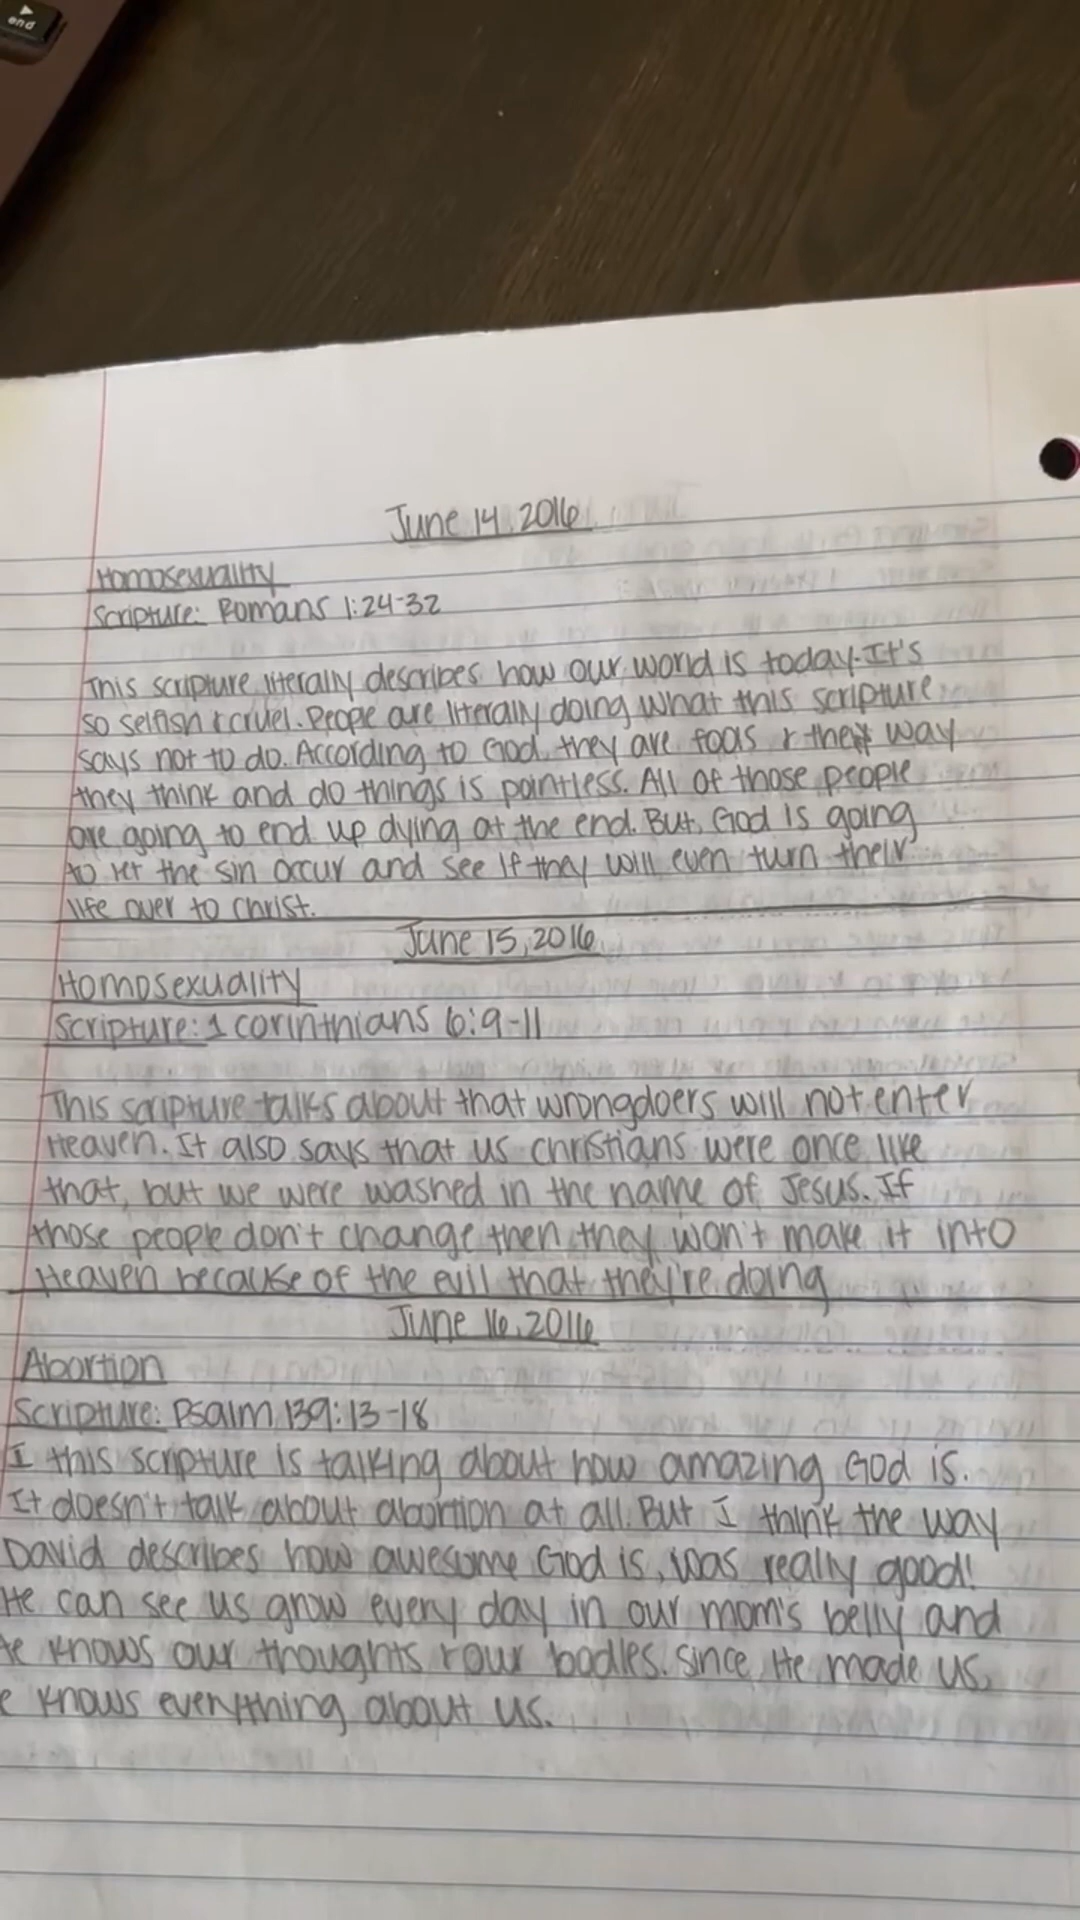 end
June 14, 2016
Homosexuality
Scripture: Romans 1:24-32
This scripture literally describes how our world is today. It's
so selfish & cruel. People are literally doing what this scripture
says not to do. According to God, they are fools & their way
they think and do things is pointless. All of those people
are going to end up dying at the end. But, God is going
to let the sin occur and see if they will even turn their
life over to Christ.
June 15, 2016
Homosexuality
Scripture: 1 Corinthians 6:9-11
This scripture talks about that wrongdoers will not enter
Heaven. It also says that us christians were once like
that, but we were washed in the name of Jesus. If
those people don't change then they won't make it into
Heaven because of the evil that they're doing
June 16, 2016
Abortion
Scripture: Psalm 139:13-18
I this scripture is talking about how amazing God is.
It doesn't talk about abortion at all. But I think the way
David describes how awesome God is, was really good!
He can see us grow every day in our mom's belly and
He knows our thoughts & our bodies. Since He made us,
e knows everything about us.